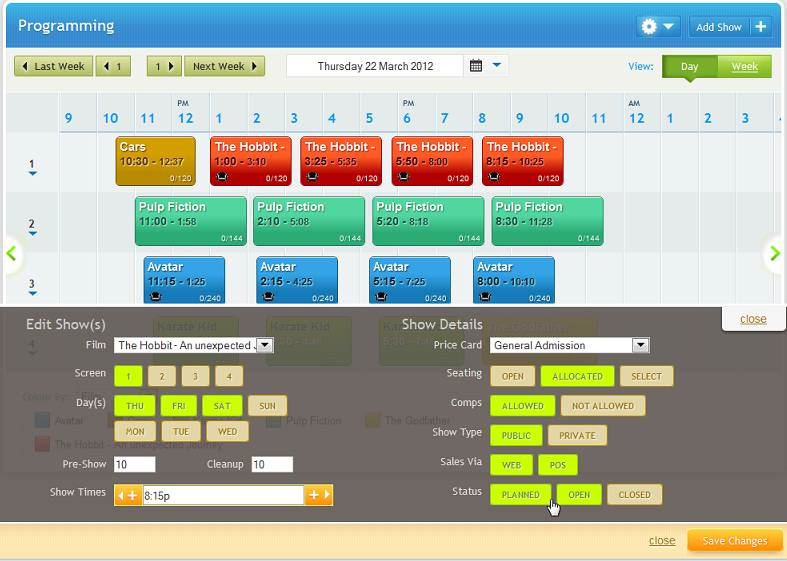 Programming
Add Show
Last Week
1
1
Next Week
Thursday 22 March 2012
View:
Day
Week
PM
PM
AM
9 10 11 12 1 2 3 4 5 6 7 8 9 10 11 12 1 2 3
1
Cars
10:30 - 12:37
0/120
The Hobbit -
1:00 - 3:10
0/120
The Hobbit -
3:25 - 5:35
0/120
The Hobbit -
5:50 - 8:00
0/120
The Hobbit -
8:15 - 10:25
0/120
2
Pulp Fiction
11:00 - 1:58
0/144
Pulp Fiction
2:10 - 5:08
0/144
Pulp Fiction
5:20 - 8:18
0/144
Pulp Fiction
8:30 - 11:28
0/144
3
Avatar
11:15 - 1:25
0/240
Avatar
2:15 - 4:25
0/240
Avatar
5:15 - 7:25
0/240
Avatar
8:00 - 10:10
0/240
close
4
Karate Kid
Karate Kid
The Godfather
Edit Show(s)
Film
The Hobbit - An unexpected
Screen
1 2 3 4
Colour By:
Day(s)
THU FRI SAT SUN
MON TUE WED
Avatar
Pulp Fiction
The Godfather
The Hobbit - An unexpected Journey
Pre-Show
10
Cleanup
10
Show Times
8:15p
Show Details
Price Card
General Admission
Seating
OPEN ALLOCATED SELECT
Comps
ALLOWED NOT ALLOWED
Show Type
PUBLIC PRIVATE
Sales Via
WEB POS
Status
PLANNED OPEN CLOSED
close
Save Changes